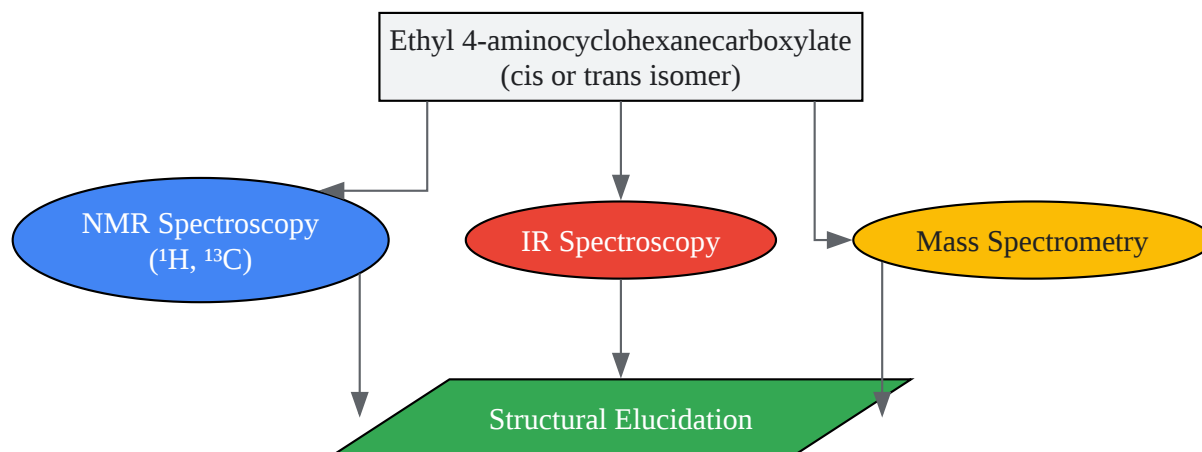 Ethyl 4-aminocyclohexanecarboxylate
(cis or trans isomer)
NMR Spectroscopy
(¹H, ¹³C)
IR Spectroscopy
Mass Spectrometry
Structural Elucidation